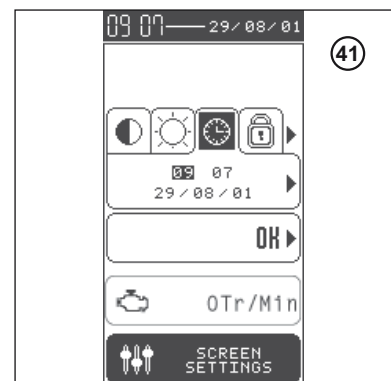 09 07 29/08/01
41
09 07
29/08/01
OK
0Tr/Min
SCREEN
SETTINGS